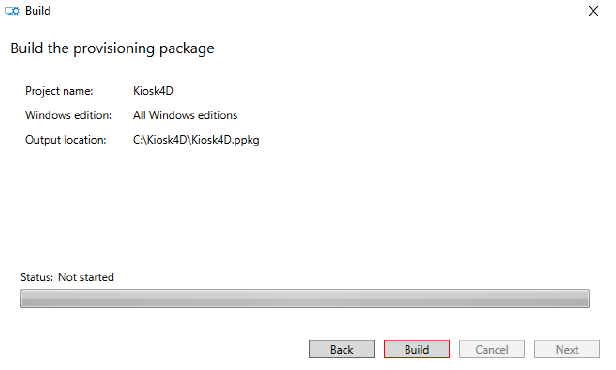 Build
Build the provisioning package
Project name: Kiosk4D
Windows edition: All Windows editions
Output location: C:\Kiosk4D\Kiosk4D.ppkg
Status: Not started
Back Build Cancel Next